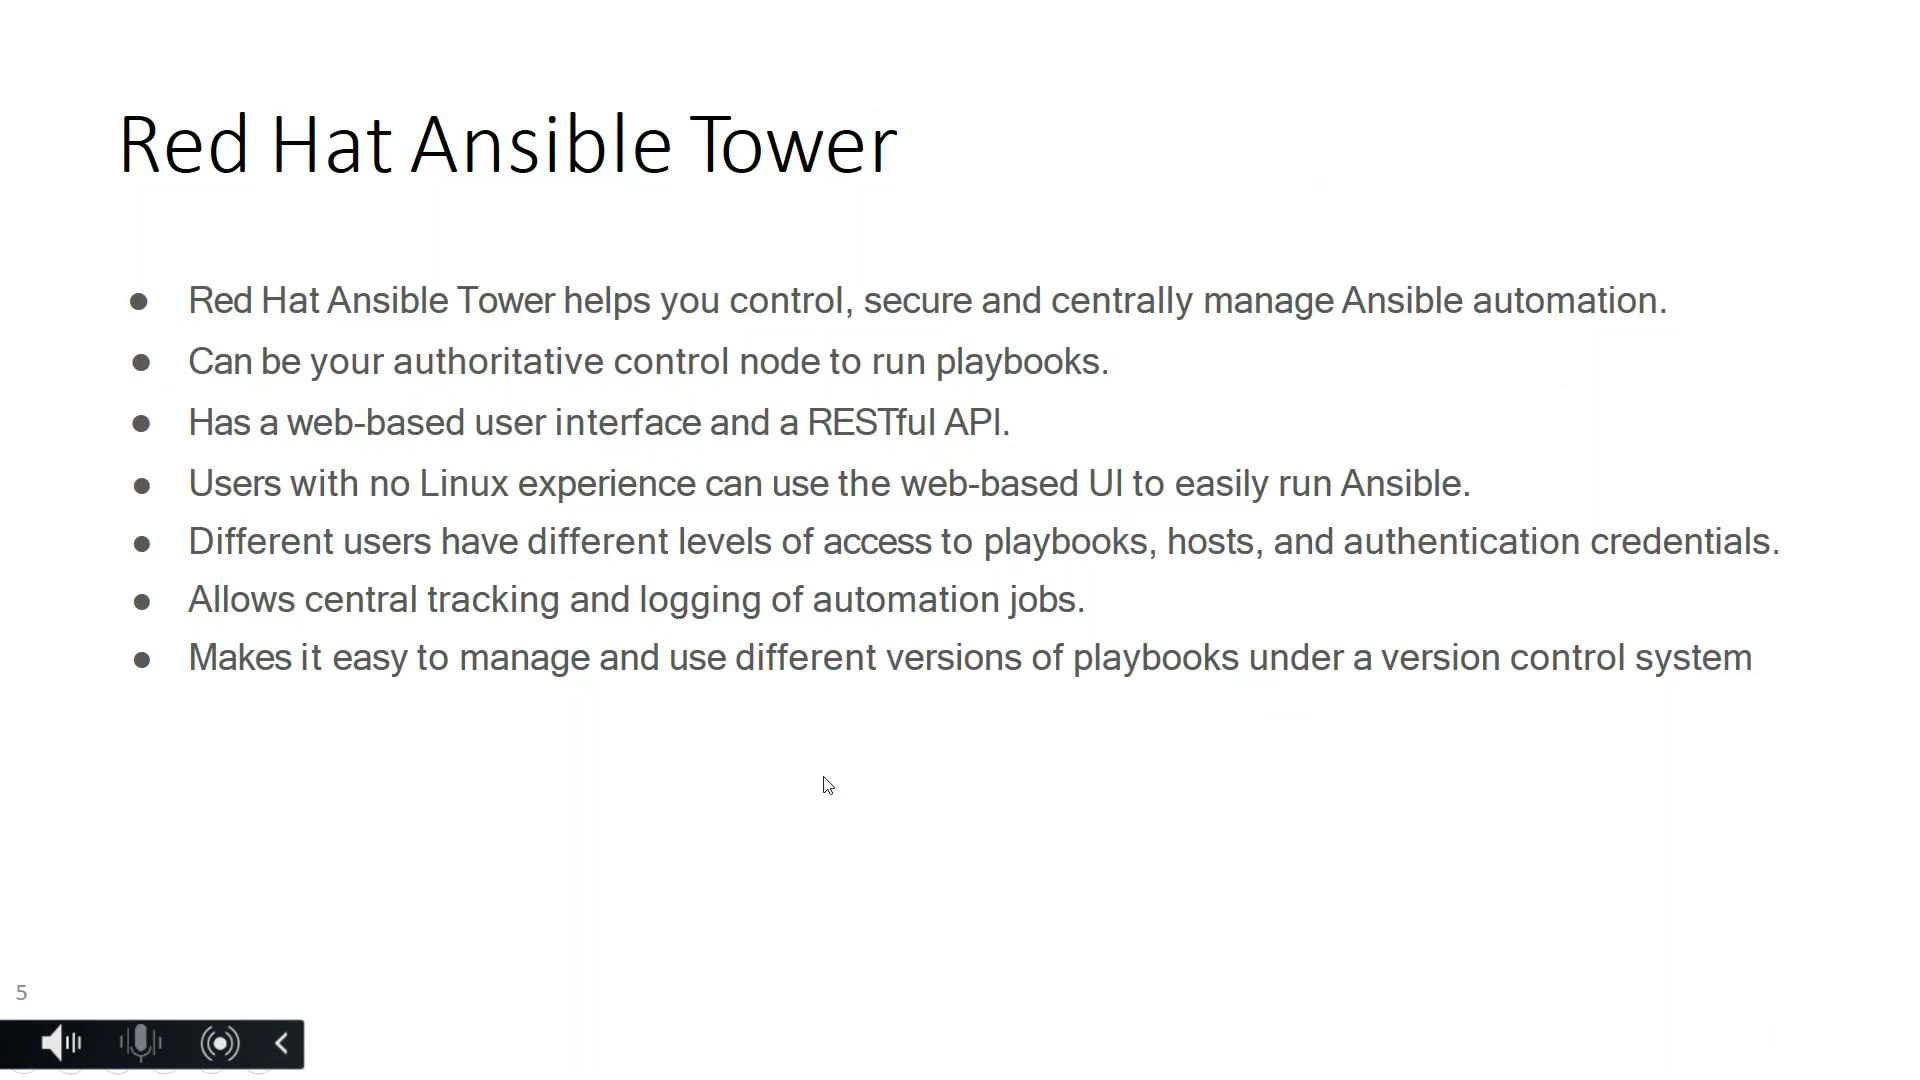 Red Hat Ansible Tower
● Red Hat Ansible Tower helps you control, secure and centrally manage Ansible automation.
● Can be your authoritative control node to run playbooks.
● Has a web-based user interface and a RESTful API.
● Users with no Linux experience can use the web-based UI to easily run Ansible.
● Different users have different levels of access to playbooks, hosts, and authentication credentials.
● Allows central tracking and logging of automation jobs.
● Makes it easy to manage and use different versions of playbooks under a version control system
5